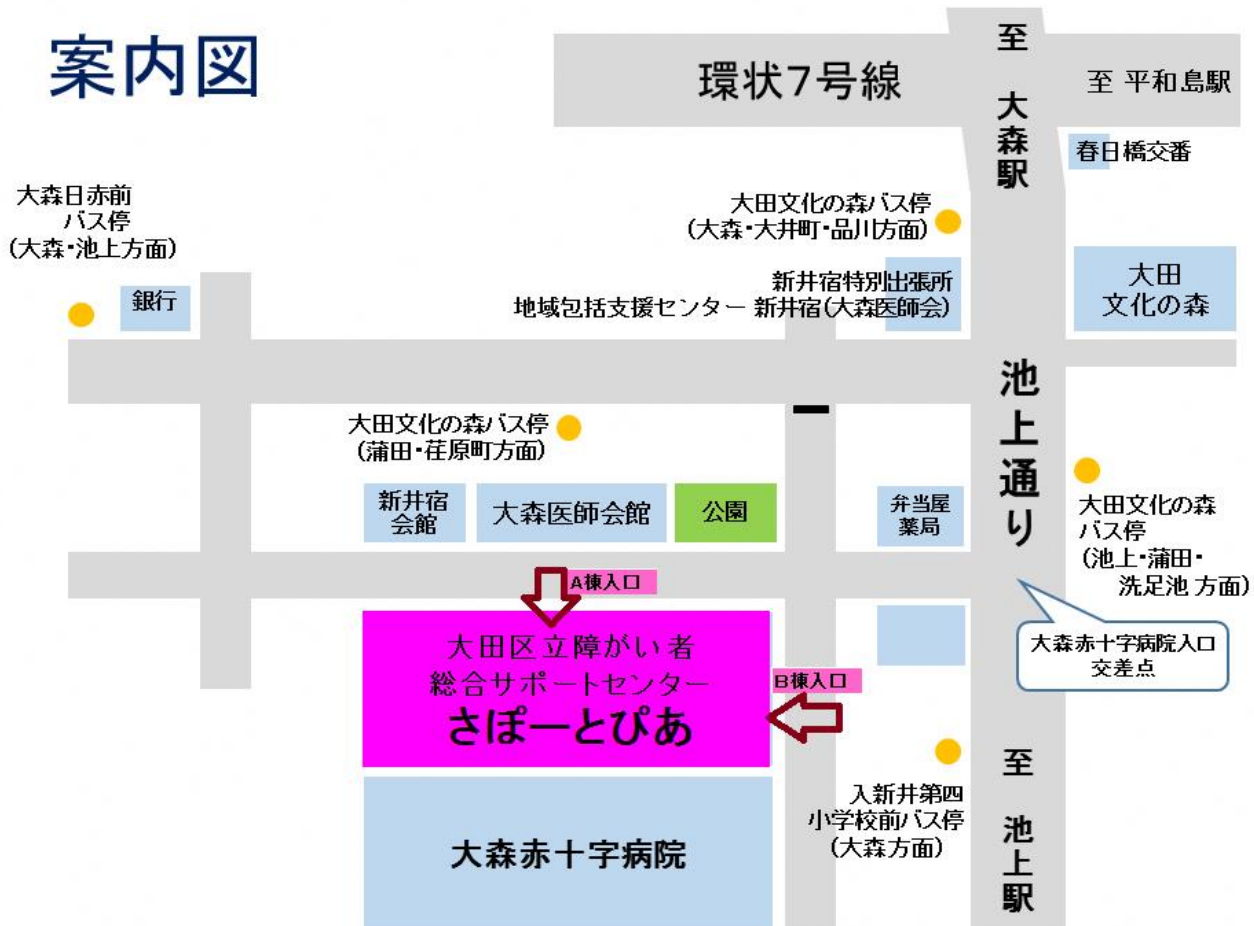 案内図
環状7号線
至 大森駅
至 平和島駅
春日橋交番
大森日赤前
バス停
(大森・池上方面)
銀行
大田文化の森バス停
(大森・大井町・品川方面)
新井宿特別出張所
地域包括支援センター 新井宿(大森医師会)
大田
文化の森
池上通り
大田文化の森バス停
(蒲田・荏原町方面)
新井宿
会館
大森医師会館
公園
弁当屋
薬局
大田文化の森
バス停
(池上・蒲田・
洗足池 方面)
A棟入口
大森赤十字病院入口
交差点
大田区立障がい者
総合サポートセンター
さぽーとぴあ
B棟入口
入新井第四
小学校前バス停
(大森方面)
至 池上駅
大森赤十字病院